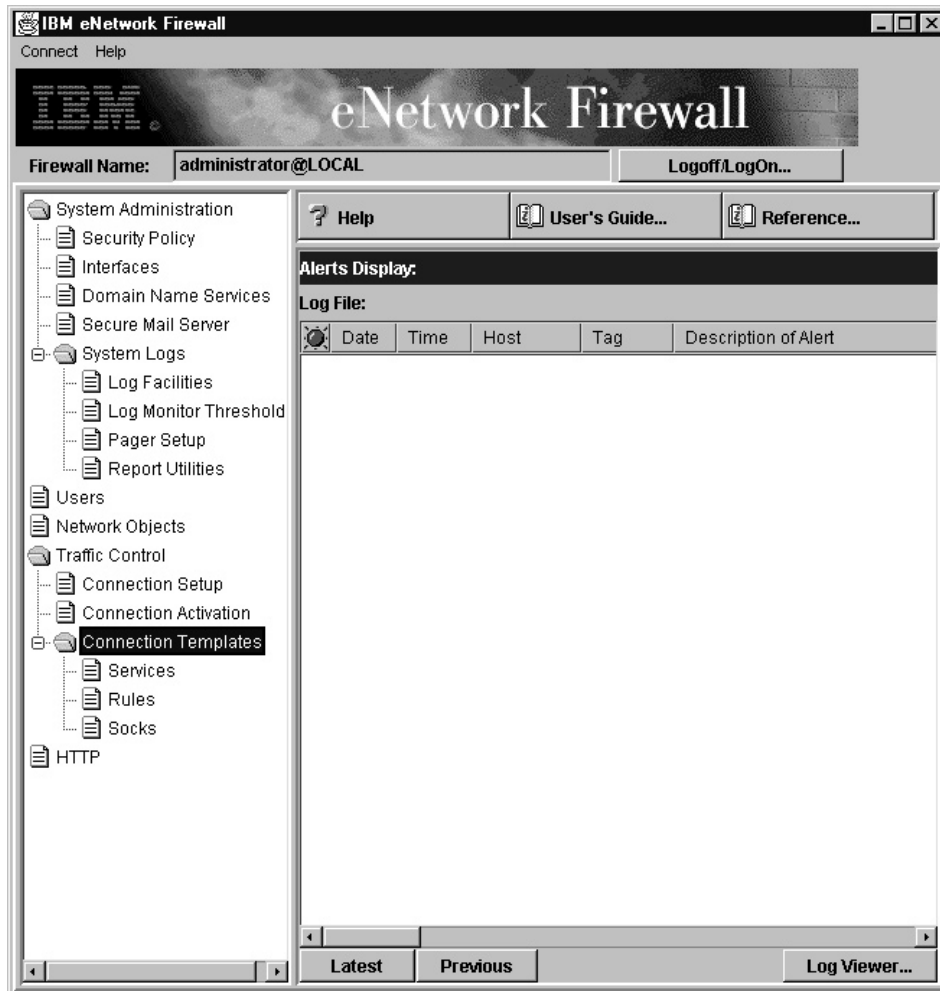 IBM eNetwork Firewall
Connect Help
IBM® eNetwork Firewall
Firewall Name: administrator@LOCAL Logoff/LogOn...
System Administration
Security Policy
Interfaces
Domain Name Services
Secure Mail Server
System Logs
Log Facilities
Log Monitor Threshold
Pager Setup
Report Utilities
Users
Network Objects
Traffic Control
Connection Setup
Connection Activation
Connection Templates
Services
Rules
Socks
HTTP
? Help User's Guide... Reference...
Alerts Display:
Log File:
Date Time Host Tag Description of Alert
Latest Previous Log Viewer...